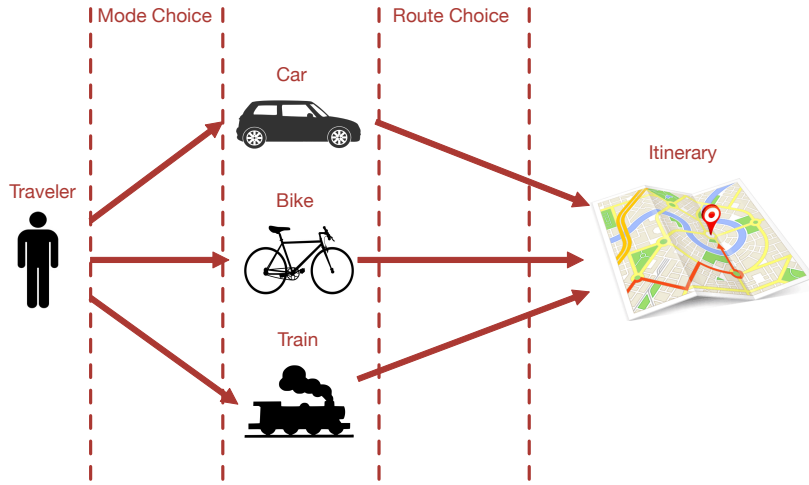 Mode Choice
Route Choice
Car
Itinerary
Traveler
Bike
Train